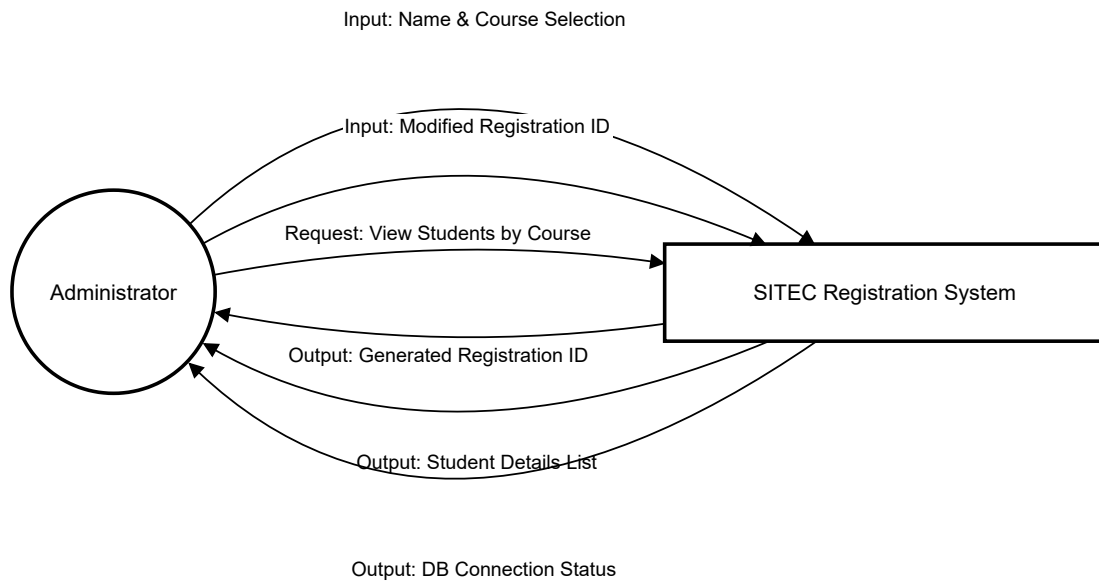 Input: Name & Course Selection
Input: Modified Registration ID
Request: View Students by Course
Administrator
SITEC Registration System
Output: Generated Registration ID
Output: Student Details List
Output: DB Connection Status